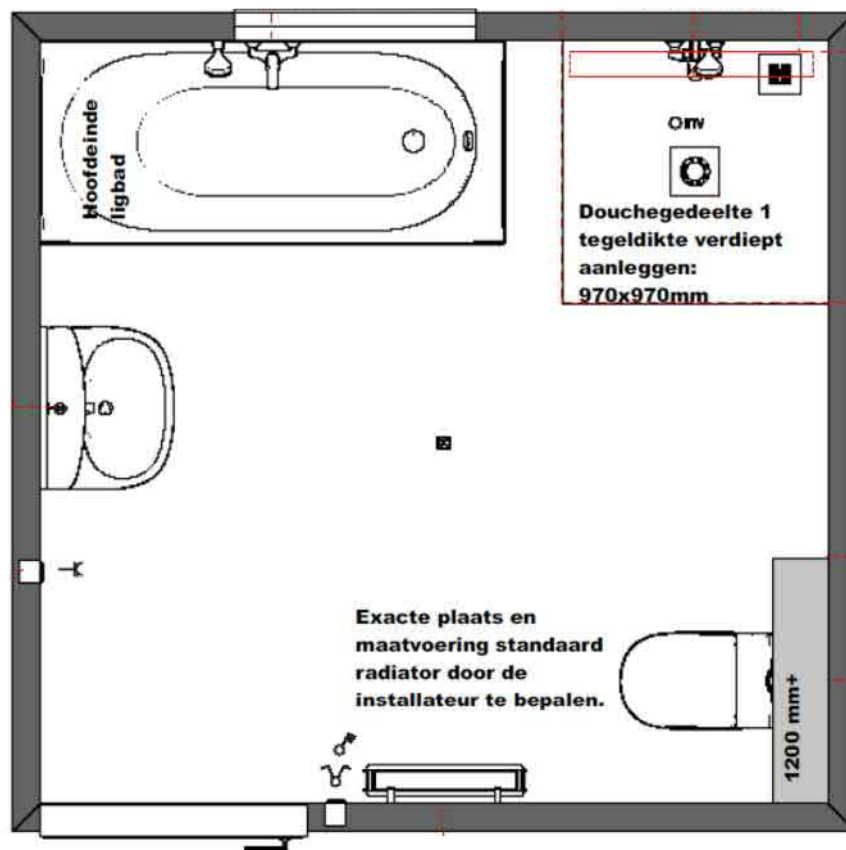 Hoofdeinde
ligbad
INV
Douchegedeelte 1
tegeldikte verdiept
aanleggen:
970x970mm
Exacte plaats en
maatvoering standaard
radiator door de
installateur te bepalen.
1200 mm+